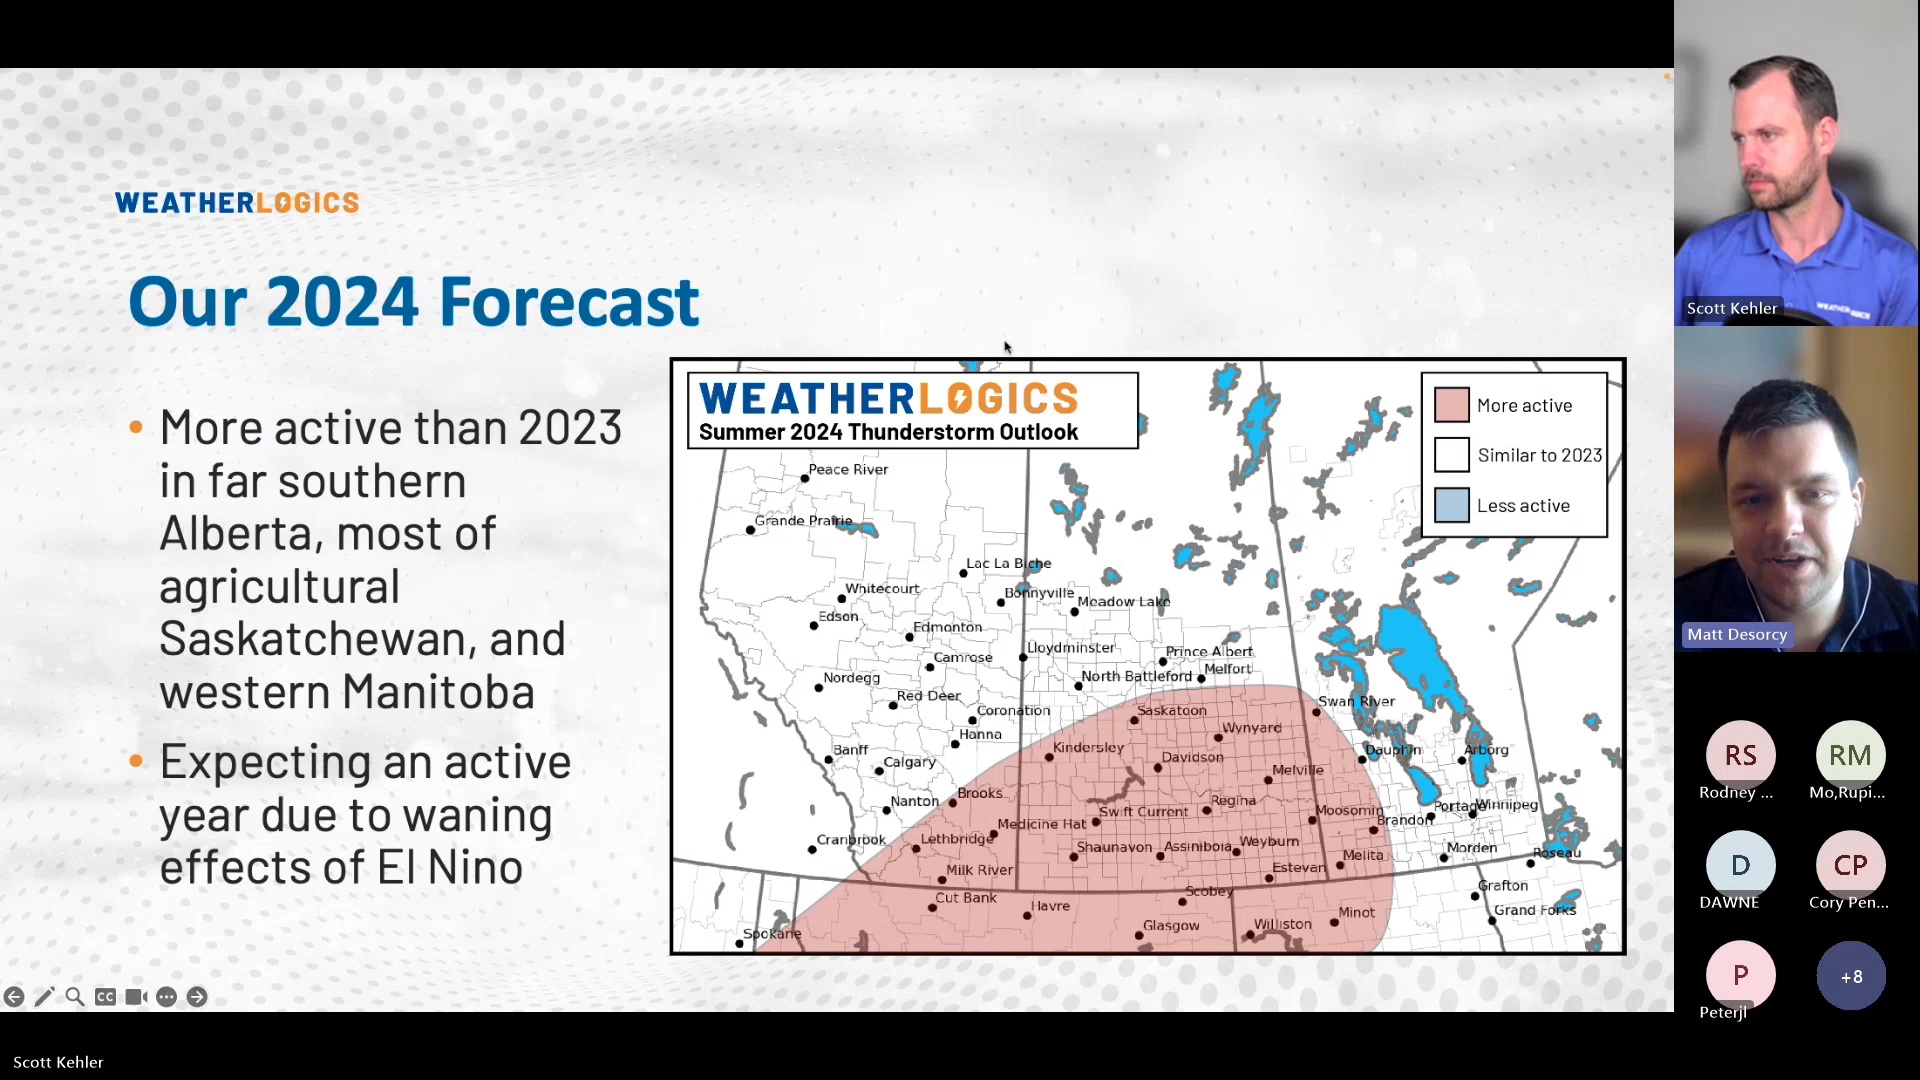 WEATHERLOGICS
Our 2024 Forecast
• More active than 2023
in far southern
Alberta, most of
agricultural
Saskatchewan, and
western Manitoba
• Expecting an active
year due to waning
effects of El Nino
WEATHERLOGICS
Summer 2024 Thunderstorm Outlook
More active
Similar to 2023
Less active
Peace River
Grande Prairie
Lac La Biche
Whitecourt
Bonnyville
Meadow Lake
Edson
Edmonton
Lloydminster
Prince Albert
Camrose
Melfort
Nordegg
North Battleford
Red Deer
Swan River
Coronation
Saskatoon
Hanna
Wynyard
Banff
Kindersley
Dauphin
Arborg
Calgary
Davidson
Melville
Brooks
Nanton
Regina
Portage
Winnipeg
Swift Current
Moosomin
Medicine Hat
Brandon
Cranbrook
Lethbridge
Shaunavon
Assiniboia
Weyburn
Morden
Melita
Roseau
Milk River
Estevan
Grafton
Cut Bank
Scobey
Havre
Minot
Grand Forks
Glasgow
Williston
Spokane
CC
Scott Kehler
WEATHERLOGICS
Scott Kehler
Matt Desorcy
RS
Rodney ...
RM
Mo,Rupi...
D
DAWNE
CP
Cory Pen...
P
Peterjl
+8